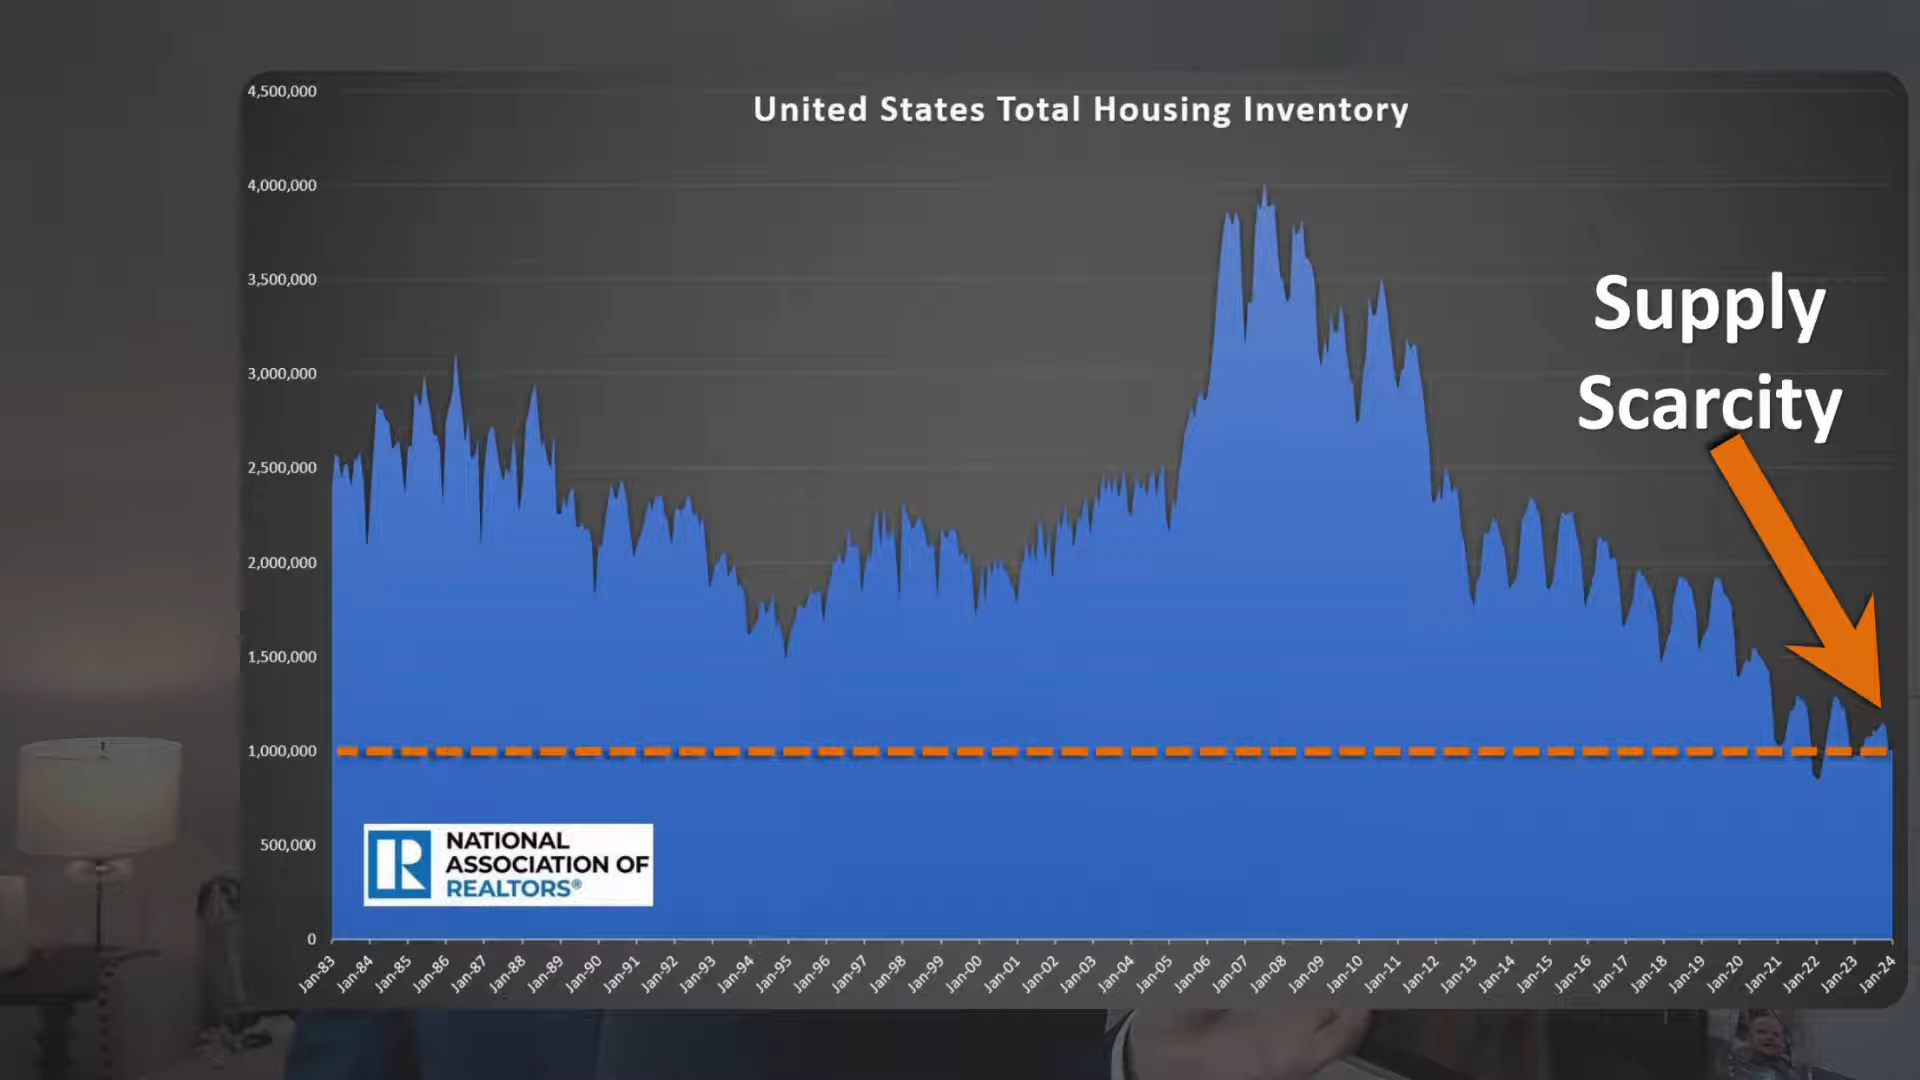 United States Total Housing Inventory
4,500,000
4,000,000
3,500,000
3,000,000
2,500,000
2,000,000
1,500,000
1,000,000
500,000
0
Supply
Scarcity
NATIONAL
ASSOCIATION OF
REALTORS®
R
Jan-83
Jan-84
Jan-85
Jan-86
Jan-87
Jan-88
Jan-89
Jan-90
Jan-91
Jan-92
Jan-93
Jan-94
Jan-95
Jan-96
Jan-97
Jan-98
Jan-99
Jan-00
Jan-01
Jan-02
Jan-03
Jan-04
Jan-05
Jan-06
Jan-07
Jan-08
Jan-09
Jan-10
Jan-11
Jan-12
Jan-13
Jan-14
Jan-15
Jan-16
Jan-17
Jan-18
Jan-19
Jan-20
Jan-21
Jan-22
Jan-23
Jan-24